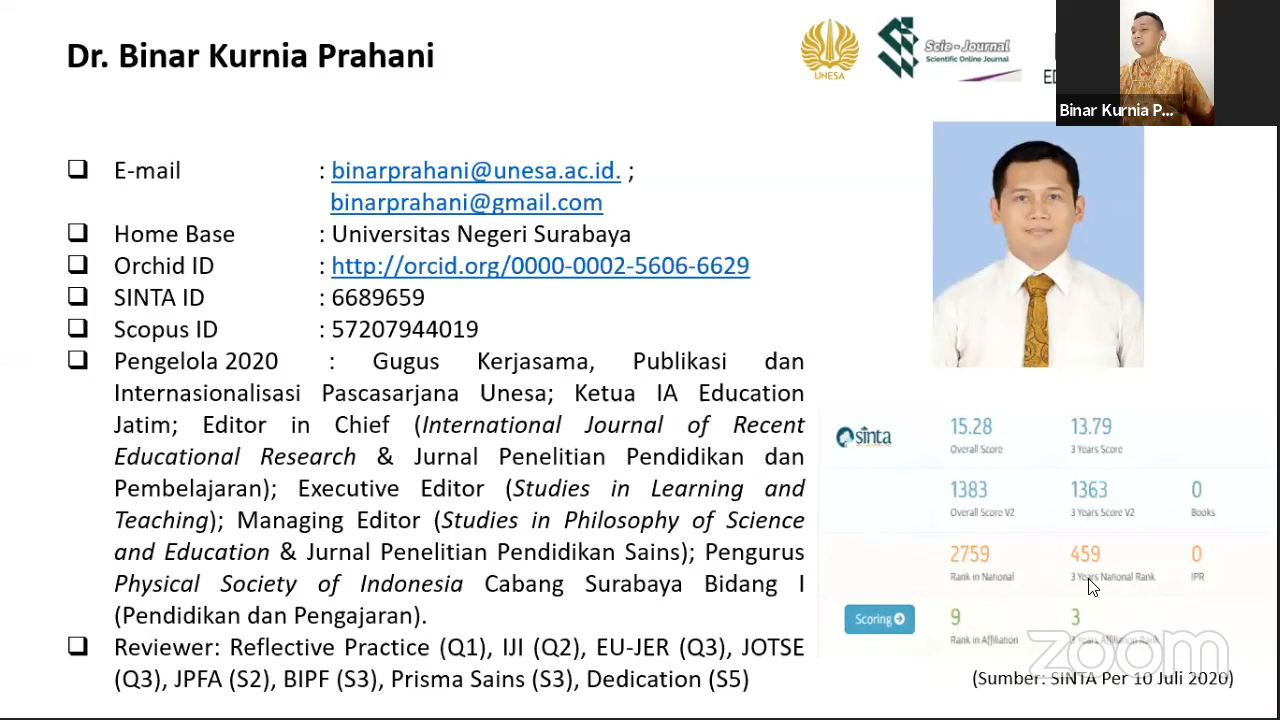 Dr. Binar Kurnia Prahani
UNESA
Scie - Journal
Scientific Online Journal
Binar Kurnia P...
❑ E-mail : binarprahani@unesa.ac.id. ;
binarprahani@gmail.com
❑ Home Base : Universitas Negeri Surabaya
❑ Orchid ID : http://orcid.org/0000-0002-5606-6629
❑ SINTA ID : 6689659
❑ Scopus ID : 57207944019
❑ Pengelola 2020 : Gugus Kerjasama, Publikasi dan
Internasionalisasi Pascasarjana Unesa; Ketua IA Education
Jatim; Editor in Chief (International Journal of Recent
Educational Research & Jurnal Penelitian Pendidikan dan
Pembelajaran); Executive Editor (Studies in Learning and
Teaching); Managing Editor (Studies in Philosophy of Science
and Education & Jurnal Penelitian Pendidikan Sains); Pengurus
Physical Society of Indonesia Cabang Surabaya Bidang I
(Pendidikan dan Pengajaran).
❑ Reviewer: Reflective Practice (Q1), IJI (Q2), EU-JER (Q3), JOTSE
(Q3), JPFA (S2), BIPF (S3), Prisma Sains (S3), Dedication (S5)
sinta
15.28 13.79
Overall Score 3 Years Score
1383 1363 0
Overall Score V2 3 Years Score V2 Books
2759 459 0
Rank in National 3 Years National Rank IPR
Scoring
9 3
Rank in Affiliation 3 Years Affiliation Rank
zoom
(Sumber: SINTA Per 10 Juli 2020)